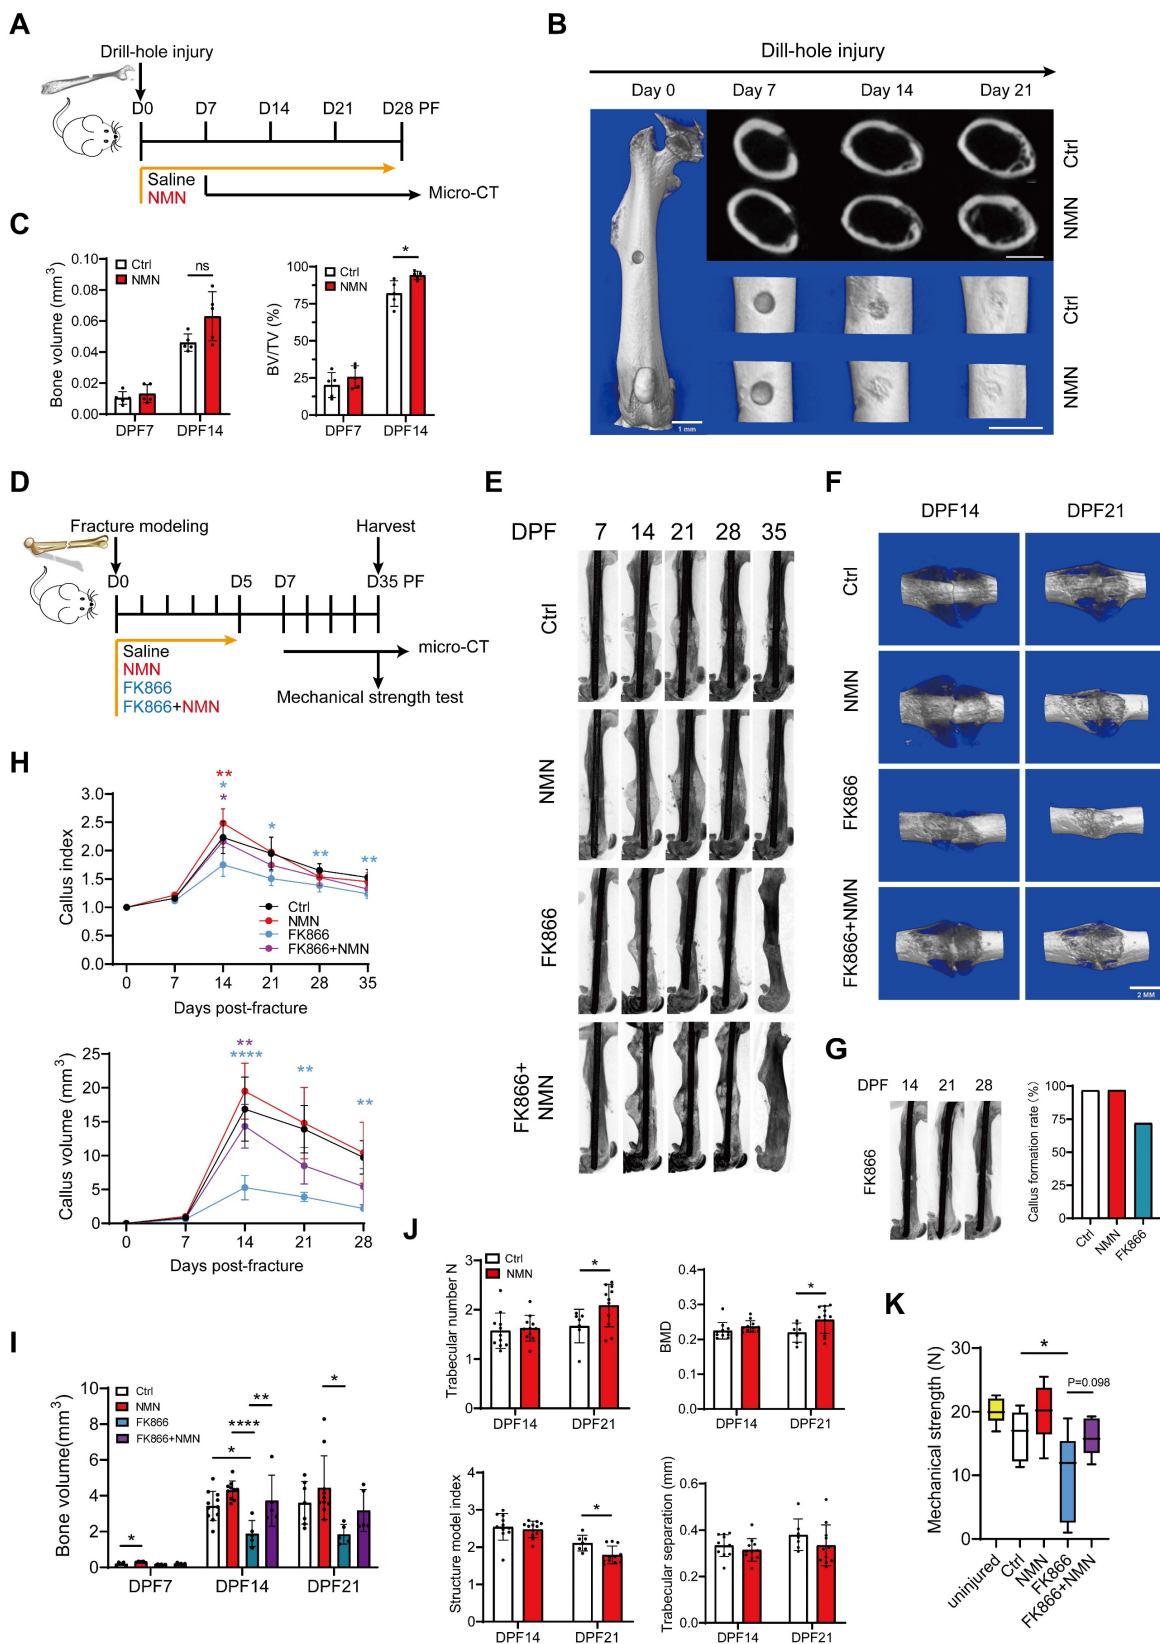 A
Drill-hole injury
D0 D7 D14 D21 D28 PF
Saline
NMN
Micro-CT
B
Dill-hole injury
Day 0 Day 7 Day 14 Day 21
Ctrl
NMN
Ctrl
NMN
1 mm
C
Bone volume (mm³)
0.10
0.08
0.06
0.04
0.02
0.00
Ctrl
NMN
ns
DPF7 DPF14
BV/TV (%)
100
75
50
25
0
Ctrl
NMN
*
DPF7 DPF14
D
Fracture modeling Harvest
D0 D5 D7 D35 PF
Saline
NMN
FK866
FK866+NMN
micro-CT
Mechanical strength test
E
DPF 7 14 21 28 35
Ctrl
NMN
FK866
FK866+
NMN
F
DPF14 DPF21
Ctrl
NMN
FK866
FK866+NMN
2 MM
G
DPF 14 21 28
FK866
Callus formation rate (%)
100
75
50
25
0
Ctrl NMN FK866
H
Callus index
3.0
2.5
2.0
1.5
1.0
0.5
0.0
**
*
*
* ** **
Ctrl
NMN
FK866
FK866+NMN
0 7 14 21 28 35
Days post-fracture
Callus volume (mm³)
25
20
15
10
5
0
**
****
** **
0 7 14 21 28
Days post-fracture
I
Bone volume(mm³)
10
8
6
4
2
0
Ctrl
NMN
FK866
FK866+NMN
* * **** ** *
DPF7 DPF14 DPF21
J
Trabecular number N
3
2
1
0
Ctrl
NMN
*
DPF14 DPF21
BMD
0.4
0.3
0.2
0.1
0.0
*
DPF14 DPF21
Structure model index
4
3
2
1
0
*
DPF14 DPF21
Trabecular separation (mm)
0.6
0.4
0.2
0.0
DPF14 DPF21
K
Mechanical strength (N)
30
20
10
0
*
P=0.098
uninjured Ctrl NMN FK866 FK866+NMN